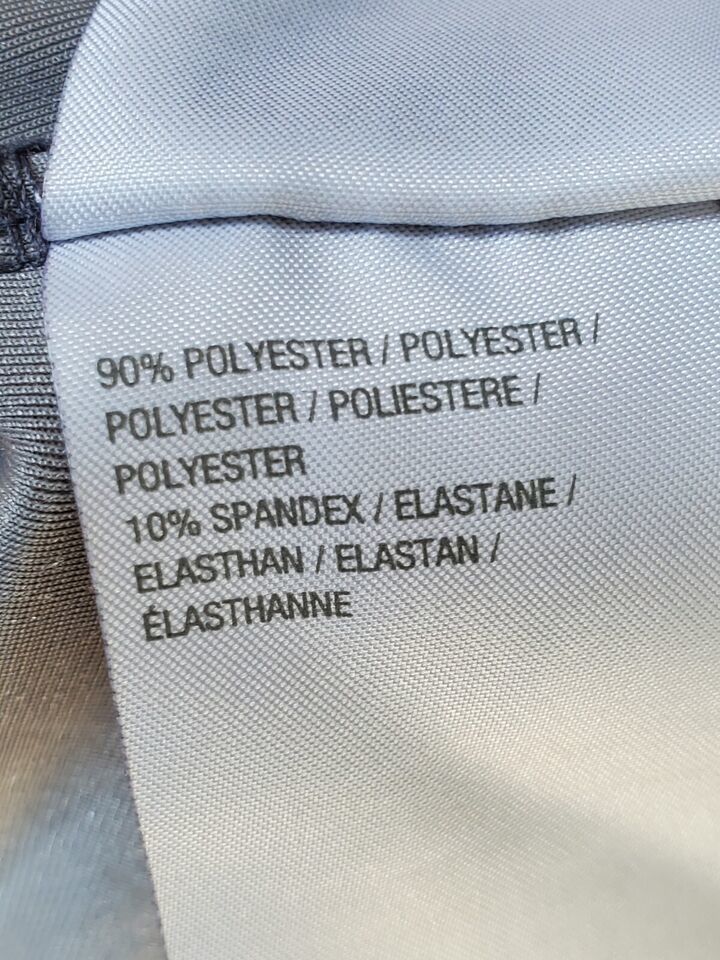 90% POLYESTER / POLYESTER /
POLYESTER / POLIESTERE /
POLYESTER
10% SPANDEX / ELASTANE /
ELASTHAN / ELASTAN /
ÉLASTHANNE